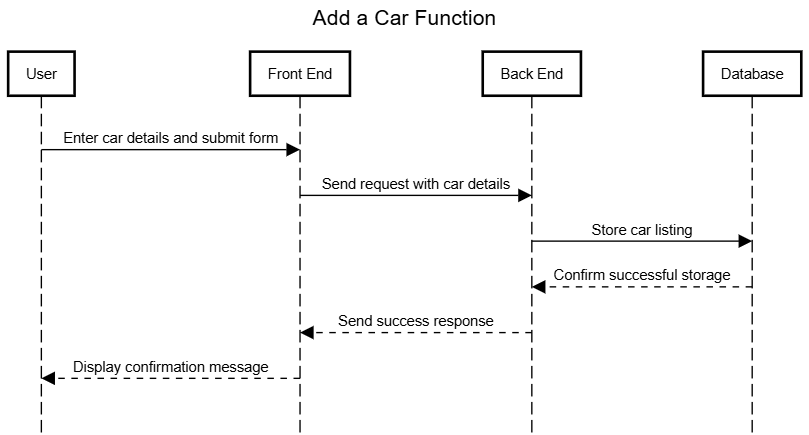 Add a Car Function
User
Front End
Back End
Database
Enter car details and submit form
Send request with car details
Store car listing
Confirm successful storage
Send success response
Display confirmation message